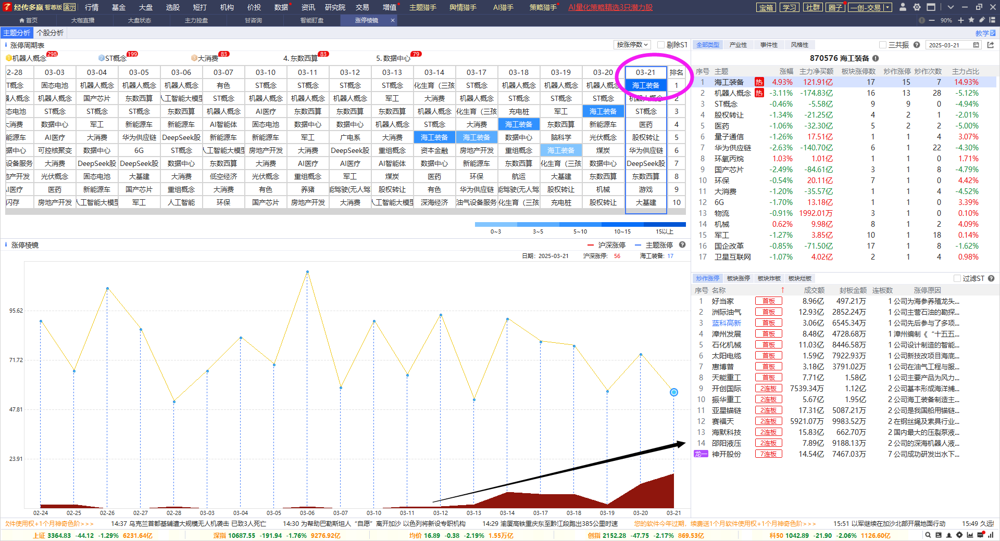 经传多赢 智尊版 演示 行情 基金 大盘 选股 短打 机构 价投 数据 资讯 研究院 交易 增值 主题猎手 舆情猎手 AI猎手 策略猎手 AI量化策略精选3只潜力股 宝箱 学习 社群 圈子 一创-交易
首页 大咖直播 大盘状态 主力控盘 甘咨询 智能盯盘 涨停棱镜 × 90%
主题分析 个股分析 教学
涨停周期表 按涨停数 剔除ST
机器人概念 298 ST概念 199 大消费 83 4. 东数西算 83 5. 数据中心 79
2-28 03-03 03-04 03-05 03-06 03-07 03-10 03-11 03-12 03-13 03-14 03-17 03-18 03-19 03-20 03-21 排名
T概念 固态电池 机器人概念 机器人概念 机器人概念 有色 ST概念 ST概念 ST概念 ST概念 化生育（三孩 ST概念 机器人概念 机器人概念 机器人概念 海工装备 1
器人概念 机器人概念 国产芯片 东数西算 人工智能大模型 ST概念 机器人概念 机器人概念 机器人概念 军工 大消费 机器人概念 ST概念 ST概念 ST概念 机器人概念 2
态电池 ST概念 ST概念 ST概念 东数西算 机器人概念 AI医疗 东数西算 东数西算 东数西算 机器人概念 化生育（三孩 充电桩 军工 海工装备 ST概念 3
消费 数据中心 军工 新能源车 新能源车 AI智能体 固态电池 数据中心 数据中心 机器人概念 ST概念 大消费 海工装备 东数西算 新能源车 医药 4
能源车 AI医疗 大消费 华为供应链 DeepSeek股 新能源车 新能源车 军工 广电系 大消费 海工装备 海工装备 数据中心 脑科学 光伏概念 股权转让 5
据中心 可控核聚变 数据中心 6G ST概念 人工智能大模型 房地产开发 大消费 DeepSeek股 重组概念 资本金融 房地产开发 重组概念 海工装备 煤炭 华为供应链 6
设备服务 大消费 DeepSeek股 DeepSeek股 数据中心 东数西算 大消费 AI医疗 AI医疗 AI智能体 数据中心 新能源车 东数西算 化生育（三孩 数据中心 DeepSeek股 7
产开发 光伏概念 固态电池 大基建 大消费 低空经济 光伏概念 重组概念 军工 煤炭 医药 环保 航运 大基建 东数西算 东数西算 8
医疗 医药 新能源车 国产芯片 重组概念 大消费 有色 养猪 能驾驶(无人驾 股权转让 有色 华为供应链 能驾驶(无人驾 股权转让 机械 游戏 9
闪存 房地产开发 人工智能大模型 军工 人工智能 环保 国产芯片 房地产开发 大消费 人工智能大模型 深海经济 油气设备服务 化生育（三孩 充电桩 股权转让 大基建 10
0~3 3~5 5~10 10~15 15以上
涨停棱镜 沪深涨停 主题涨停
日期: 2025-03-21 沪深涨停: 56 海工装备: 17
95.62
71.72
47.81
23.91
02-24 02-25 02-26 02-27 02-28 03-03 03-04 03-05 03-06 03-07 03-10 03-11 03-12 03-13 03-14 03-17 03-18 03-19 03-20 03-21
全部类型 产业性 事件性 风格性 三共振 2025-03-21
870576 海工装备
序号 主题 涨幅 主力净买额 板块涨停数 炒作涨停 炒作次数 主力占比
1 海工装备 热 4.93% 121.91亿 17 15 7 14.93%
2 机器人概念 热 -3.11% -174.83亿 16 13 28 -5.12%
3 ST概念 -0.46% -5.58亿 9 9 0 -4.94%
4 股权转让 -1.34% -21.25亿 4 2 1 -2.01%
5 医药 -1.06% -32.30亿 5 2 2 -5.00%
6 量子通信 -1.26% 17.51亿 1 1 4 3.07%
7 华为供应链 -2.63% -140.70亿 6 1 22 -4.30%
8 环氧丙烷 1.03% 1.01亿 1 1 0 1.71%
9 国产芯片 -2.49% -84.61亿 3 1 8 -4.79%
10 环保 -0.54% 20.11亿 7 1 0 4.42%
11 大消费 -1.20% -35.57亿 1 1 4 -4.52%
12 6G -1.70% 13.18亿 1 1 0 3.39%
13 物流 -0.91% 1992.01万 3 1 0 0.10%
14 机械 0.62% 9.98亿 8 1 2 4.09%
15 军工 -1.27% 3.85亿 10 1 18 0.14%
16 国企改革 -0.85% -71.50亿 17 1 8 -1.62%
17 卫星互联网 -1.07% 4.02亿 2 1 4 0.98%
炒作涨停 板块涨停 板块炸板 板块烂板 过滤ST
序号 名称 ↑ 成交额 封板金额 连板数 涨停原因
1 好当家 首板 8.96亿 497.21万 1 公司为海参养殖龙头...
2 洲际油气 首板 12.93亿 2852.24万 1 公司主营石油的勘探...
3 蓝科高新 首板 3.06亿 6545.34万 1 公司先后参与了多项...
4 漳州发展 首板 8.48亿 4728.68万 1 漳州编制《“十五五...
5 石化机械 首板 11.03亿 8446.58万 1 公司设计制造的智能...
6 太阳电缆 首板 1.59亿 7922.93万 1 公司新技改项目海底...
7 惠博普 首板 3.18亿 3791.02万 1 公司在油气工程与服...
8 天能重工 首板 7.71亿 1.58亿 1 公司主要产品为风力...
9 开创国际 2连板 7539.34万 1.12亿 2 公司基本形成海洋捕...
10 振华重工 2连板 5.67亿 1.95亿 2 公司海工装备制造主...
11 亚星锚链 2连板 17.31亿 5087.21万 2 公司是我国船用锚链...
12 赛福天 2连板 5921.07万 9983.52万 2 在钢丝绳及索具行业...
13 海默科技 2连板 15.83亿 662.70万 2 国内最大的压裂泵液...
14 邵阳液压 2连板 7.89亿 9188.13万 2 公司的深海机器人液...
龙一 神开股份 7连板 14.54亿 7467.03万 7 公司成功研发出水下...
次件使用权+1个月神奇色阶>>> 14:37 乌克兰首都基辅遭大规模无人机袭击 已致3人死亡 14:30 为帮助巴勒斯坦人“自愿”离开加沙 以色列将新设专职机构 14:29 渝厦高铁重庆东至黔江段跑出385公里时速 您的软件今年过期，续费送1个月软件使用权+1个月神奇色阶>>> 15:51 以军继续在加沙北部开展地面行动 15:49 久远
上证 3364.83 -44.12 -1.29% 6231.64亿 深指 10687.55 -191.94 -1.76% 9276.92亿 均价 16.89 -0.38 -2.19% 1.55万亿 创指 2152.28 -47.75 -2.17% 869.53亿 科50 1042.89 -21.90 -2.06% 1126.60亿